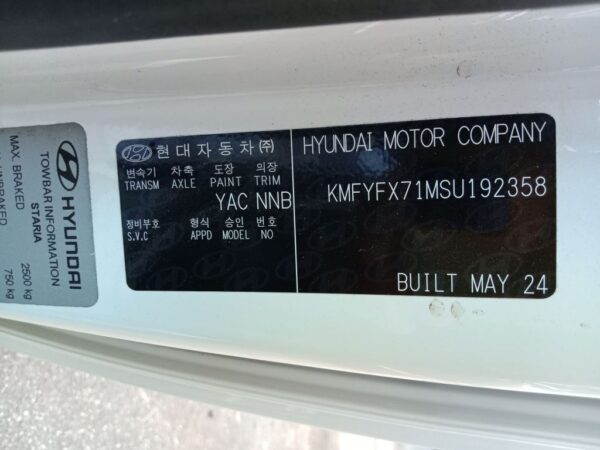 HYUNDAI
TOWBAR INFORMATION
STARIA
MAX. BRAKED 2500 kg
750 kg
현대자동차㈜
변속기 차축 도장 의장
TRANSM AXLE PAINT TRIM
YAC NNB
정비부호 형식 승인 번호
S.V.C APPD MODEL NO
HYUNDAI MOTOR COMPANY
KMFYFX71MSU192358
BUILT MAY 24